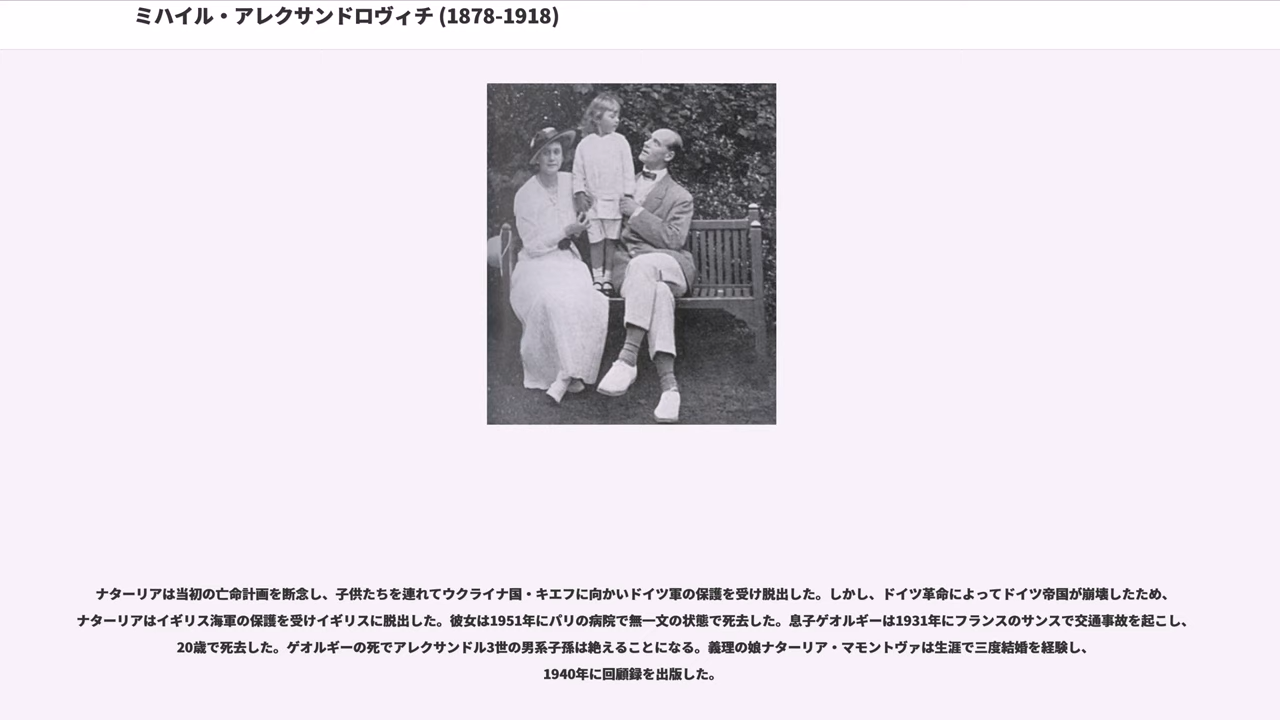 ミハイル・アレクサンドロヴィチ (1878-1918)
ナターリアは当初の亡命計画を断念し、子供たちを連れてウクライナ国・キエフに向かいドイツ軍の保護を受け脱出した。しかし、ドイツ革命によってドイツ帝国が崩壊したため、
ナターリアはイギリス海軍の保護を受けイギリスに脱出した。彼女は1951年にパリの病院で無一文の状態で死去した。息子ゲオルギーは1931年にフランスのサンスで交通事故を起こし、
20歳で死去した。ゲオルギーの死でアレクサンドル3世の男系子孫は絶えることになる。義理の娘ナターリア・マモントヴァは生涯で三度結婚を経験し、
1940年に回顧録を出版した。